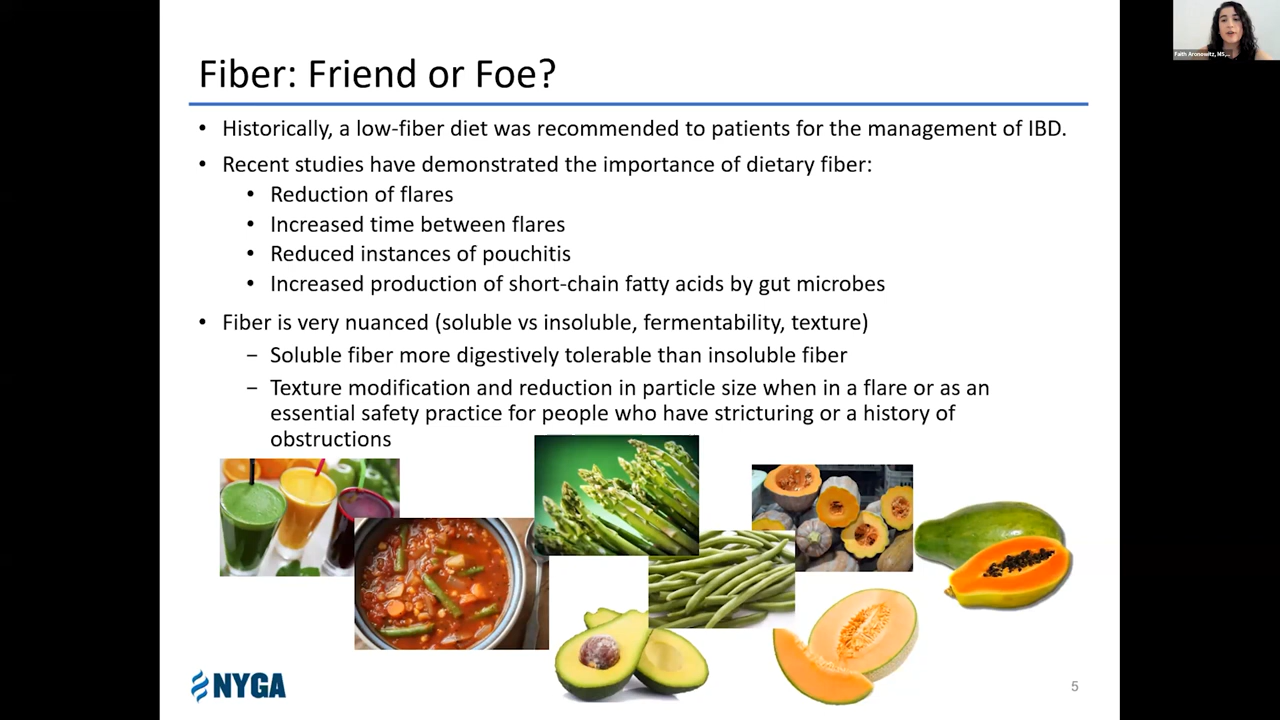 Fiber: Friend or Foe?
• Historically, a low-fiber diet was recommended to patients for the management of IBD.
• Recent studies have demonstrated the importance of dietary fiber:
• Reduction of flares
• Increased time between flares
• Reduced instances of pouchitis
• Increased production of short-chain fatty acids by gut microbes
• Fiber is very nuanced (soluble vs insoluble, fermentability, texture)
− Soluble fiber more digestively tolerable than insoluble fiber
− Texture modification and reduction in particle size when in a flare or as an
essential safety practice for people who have stricturing or a history of
obstructions
NYGA
5
Faith Aronowitz, MS,...